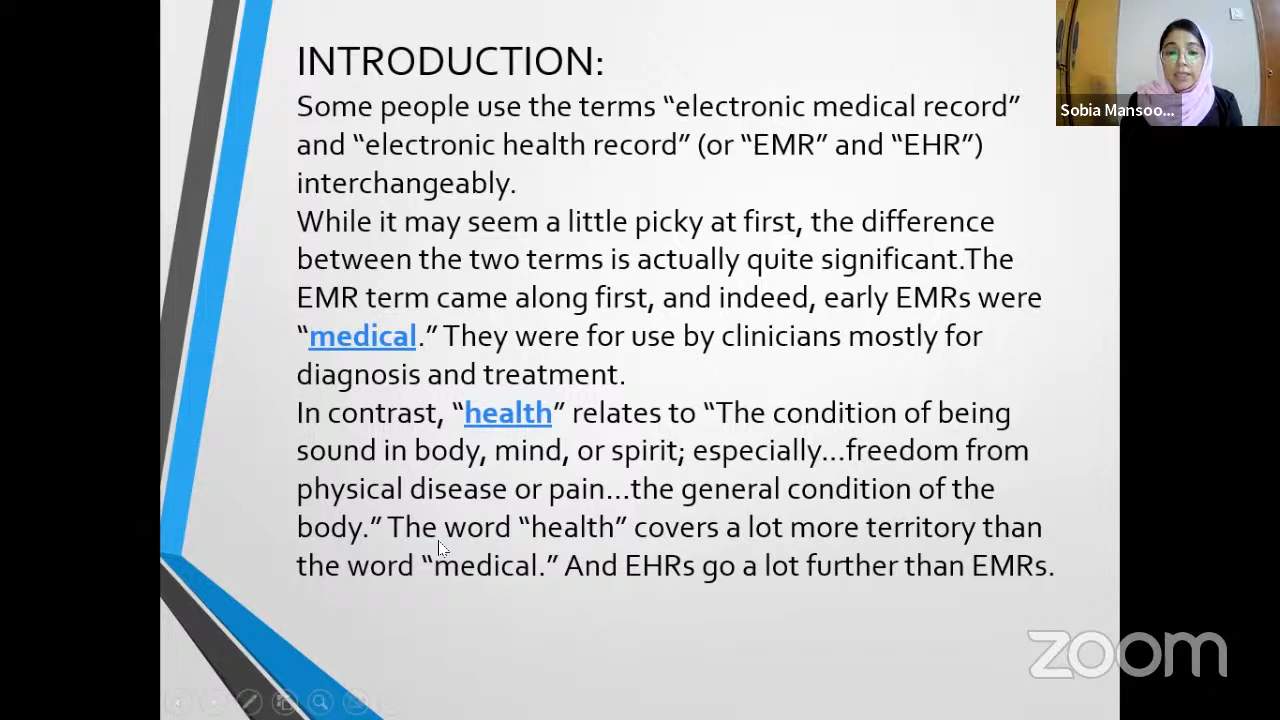 INTRODUCTION:
Some people use the terms “electronic medical record”
and “electronic health record” (or “EMR” and “EHR”)
interchangeably.
While it may seem a little picky at first, the difference
between the two terms is actually quite significant.The
EMR term came along first, and indeed, early EMRs were
“medical.” They were for use by clinicians mostly for
diagnosis and treatment.
In contrast, “health” relates to “The condition of being
sound in body, mind, or spirit; especially...freedom from
physical disease or pain...the general condition of the
body.” The word “health” covers a lot more territory than
the word “medical.” And EHRs go a lot further than EMRs.
Sobia Mansoo...
zoom